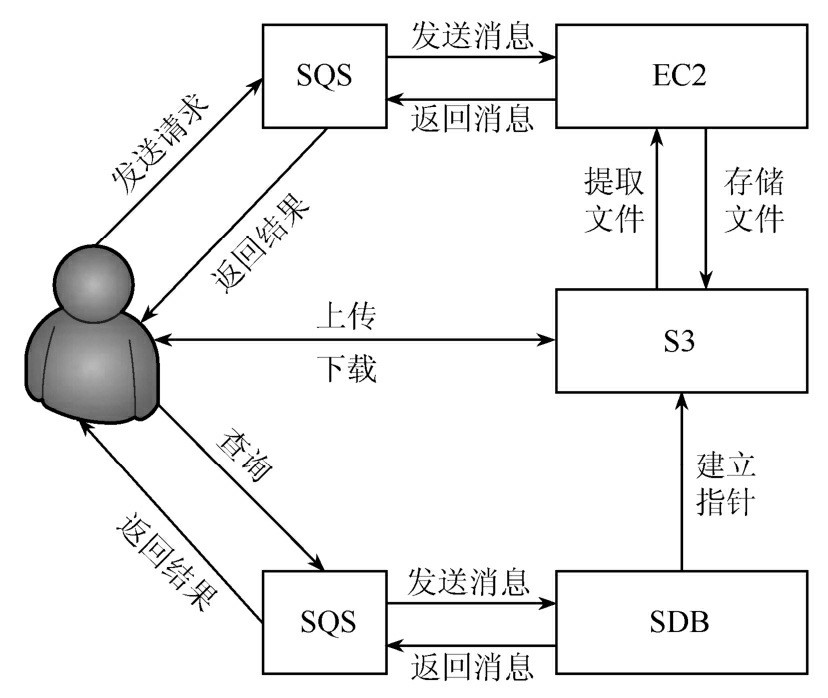 SQS
发送消息
返回消息
EC2
发送请求
返回结果
提取
文件
存储
文件
上传
下载
S3
查询
返回结果
建立
指针
SQS
发送消息
返回消息
SDB